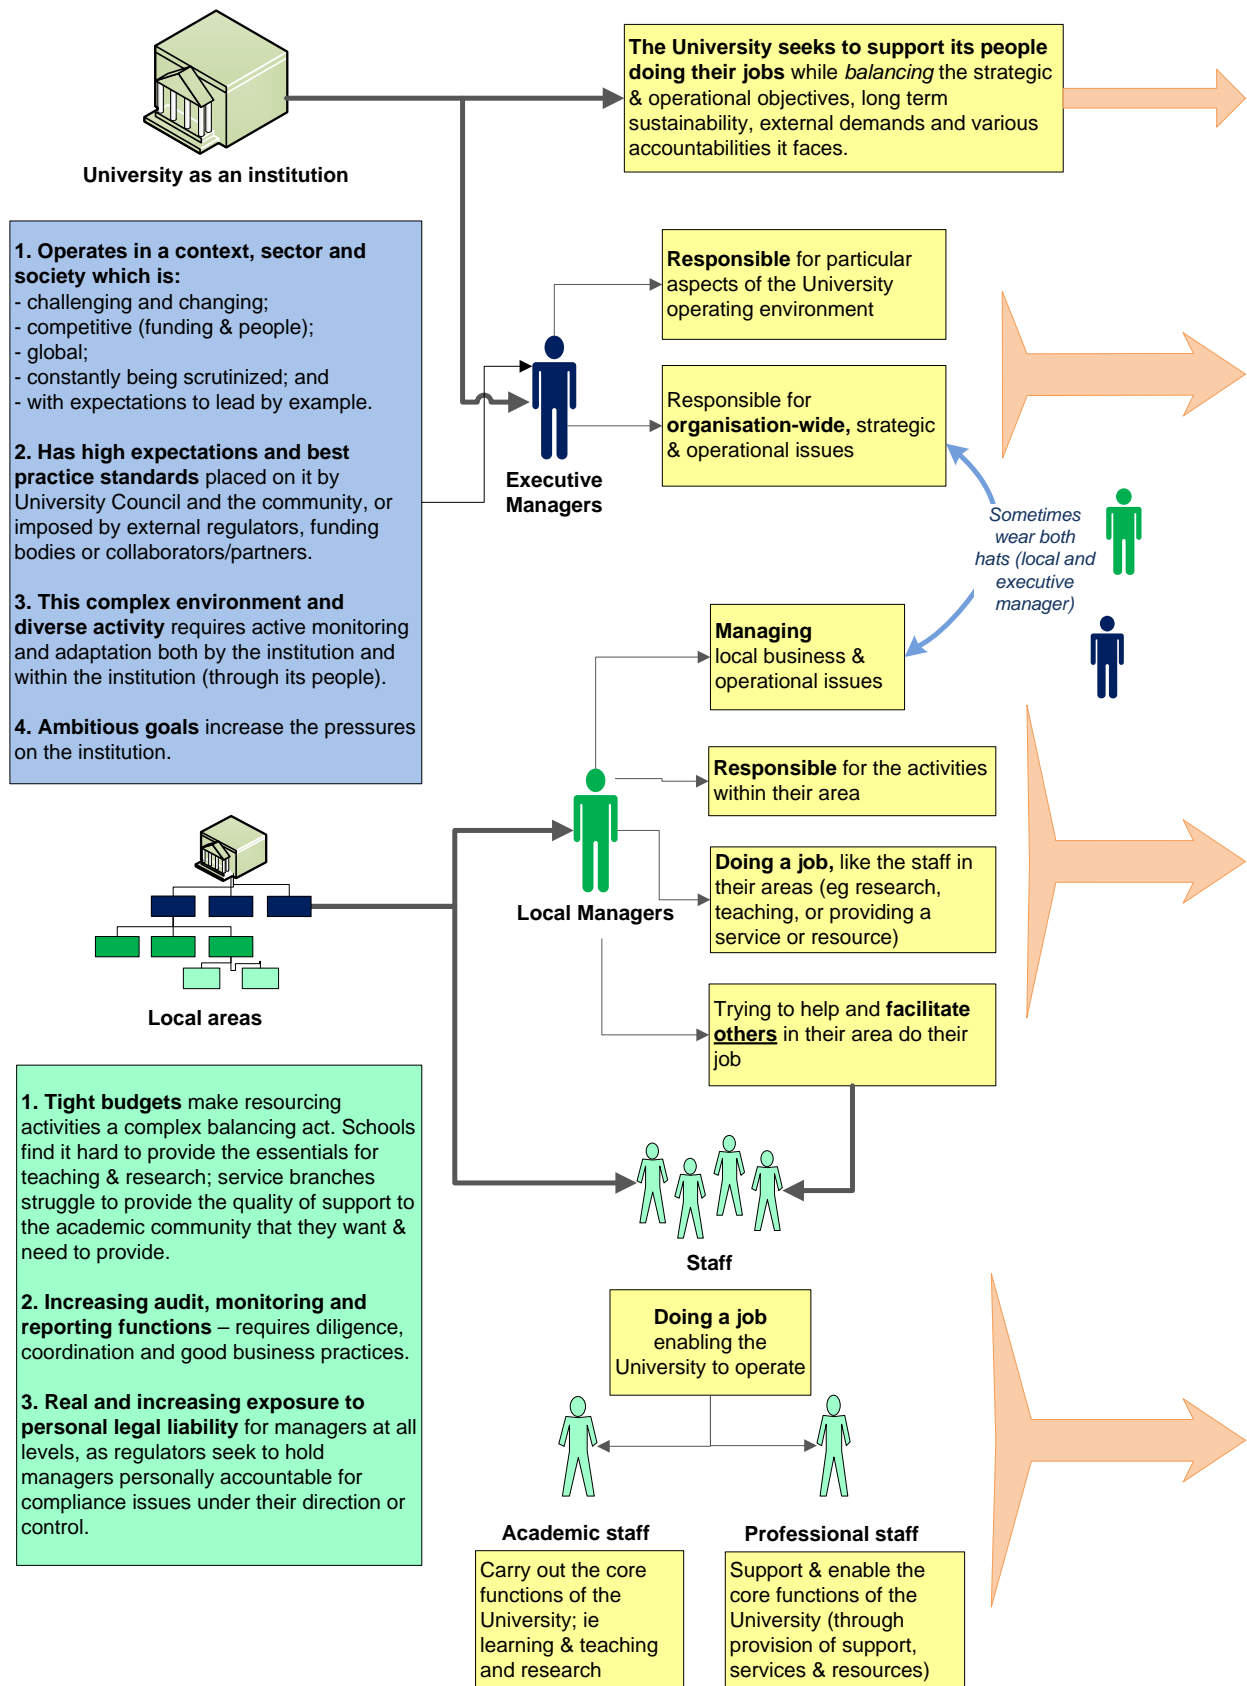 The University seeks to support its people
doing their jobs while balancing the strategic
& operational objectives, long term
sustainability, external demands and various
accountabilities it faces.
University as an institution
1. Operates in a context, sector and
society which is:
- challenging and changing;
- competitive (funding & people);
- global;
- constantly being scrutinized; and
- with expectations to lead by example.
2. Has high expectations and best
practice standards placed on it by
University Council and the community, or
imposed by external regulators, funding
bodies or collaborators/partners.
3. This complex environment and
diverse activity requires active monitoring
and adaptation both by the institution and
within the institution (through its people).
4. Ambitious goals increase the pressures
on the institution.
Responsible for particular
aspects of the University
operating environment
Responsible for
organisation-wide, strategic
& operational issues
Executive
Managers
Sometimes
wear both
hats (local and
executive
manager)
Managing
local business &
operational issues
Responsible for the activities
within their area
Doing a job, like the staff in
their areas (eg research,
teaching, or providing a
service or resource)
Local Managers
Trying to help and facilitate
others in their area do their
job
Local areas
1. Tight budgets make resourcing
activities a complex balancing act. Schools
find it hard to provide the essentials for
teaching & research; service branches
struggle to provide the quality of support to
the academic community that they want &
need to provide.
2. Increasing audit, monitoring and
reporting functions – requires diligence,
coordination and good business practices.
3. Real and increasing exposure to
personal legal liability for managers at all
levels, as regulators seek to hold
managers personally accountable for
compliance issues under their direction or
control.
Staff
Doing a job
enabling the
University to operate
Academic staff
Carry out the core
functions of the
University; ie
learning & teaching
and research
Professional staff
Support & enable the
core functions of the
University (through
provision of support,
services & resources)